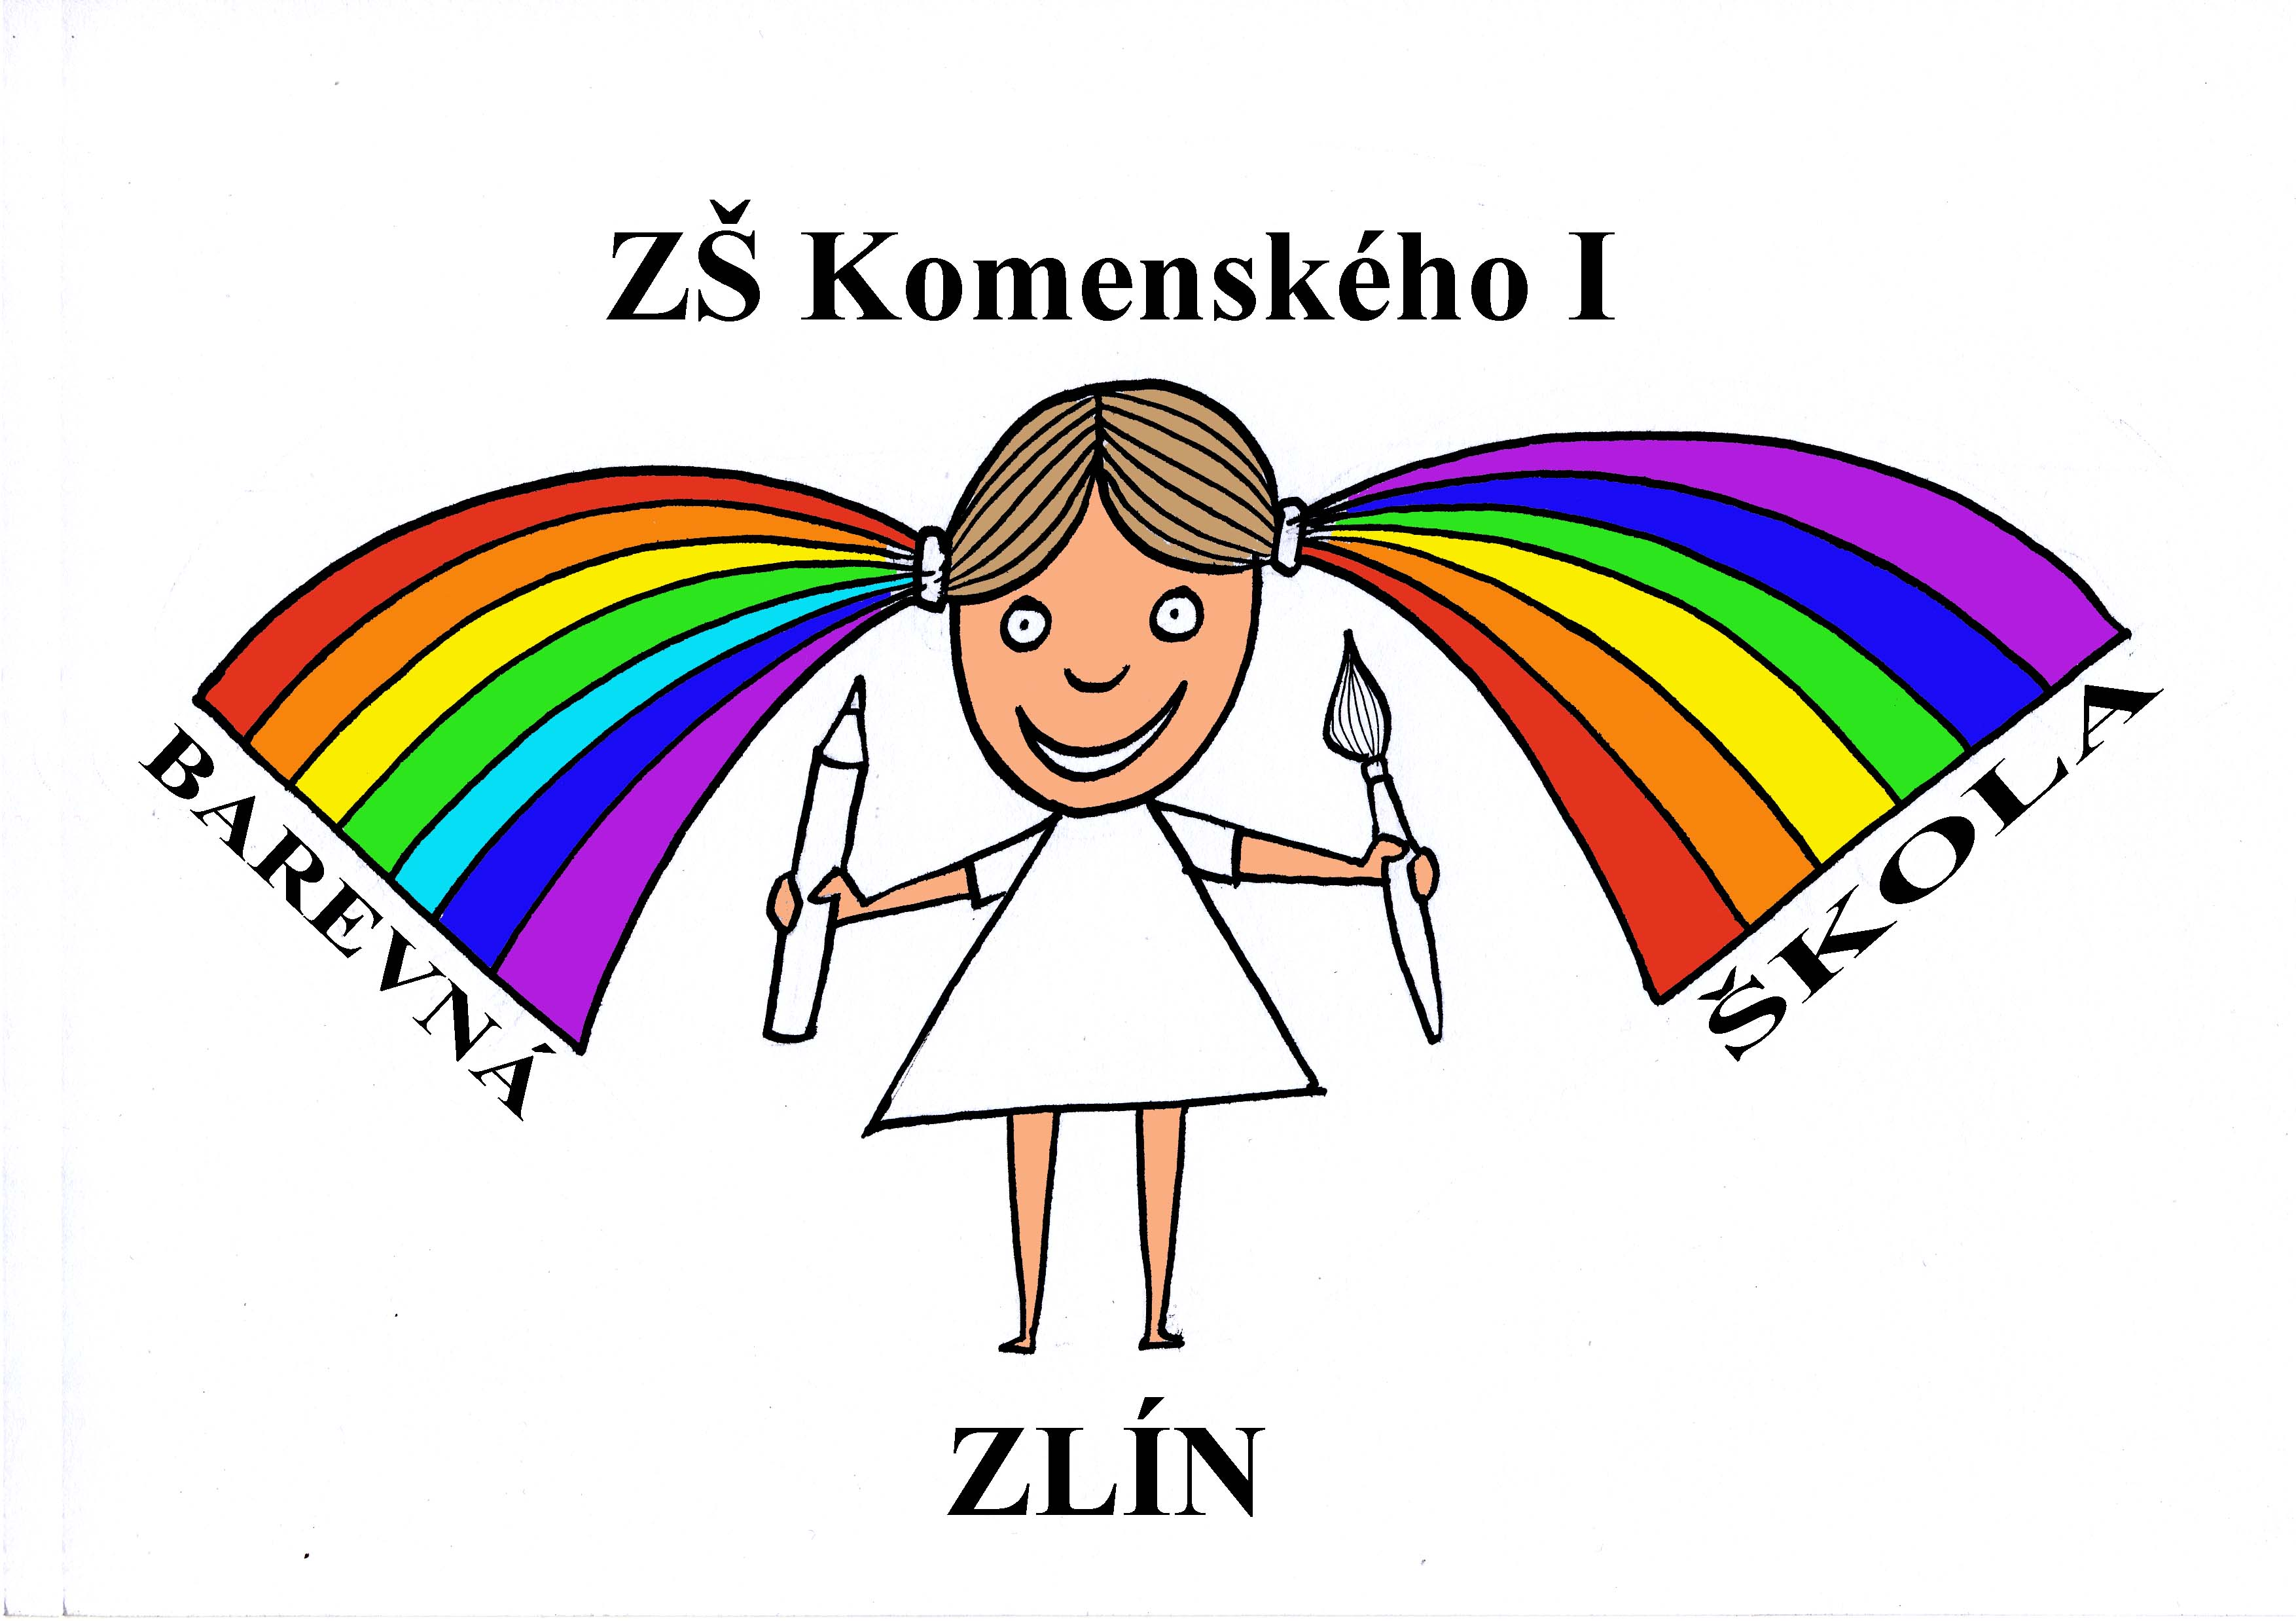 ZŠ Komenského I
BAREVNÁ
ŠKOLA
ZLÍN